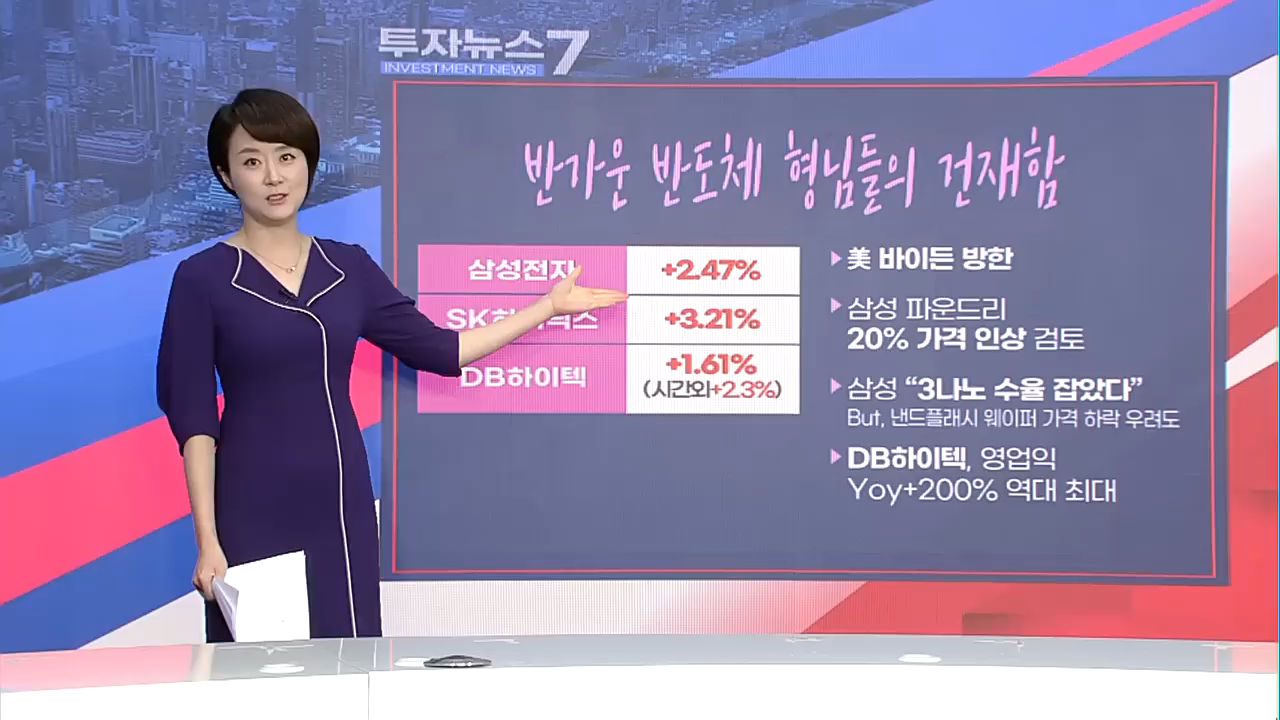 투자뉴스7
INVESTMENT NEWS
반가운 반도체 형님들의 건재함
삼성전자 +2.47%
SK하이닉스 +3.21%
DB하이텍 +1.61%
(시간외+2.3%)
▶美 바이든 방한
▶삼성 파운드리
20% 가격 인상 검토
▶삼성 “3나노 수율 잡았다”
But, 낸드플래시 웨이퍼 가격 하락 우려도
▶DB하이텍, 영업익
Yoy+200% 역대 최대